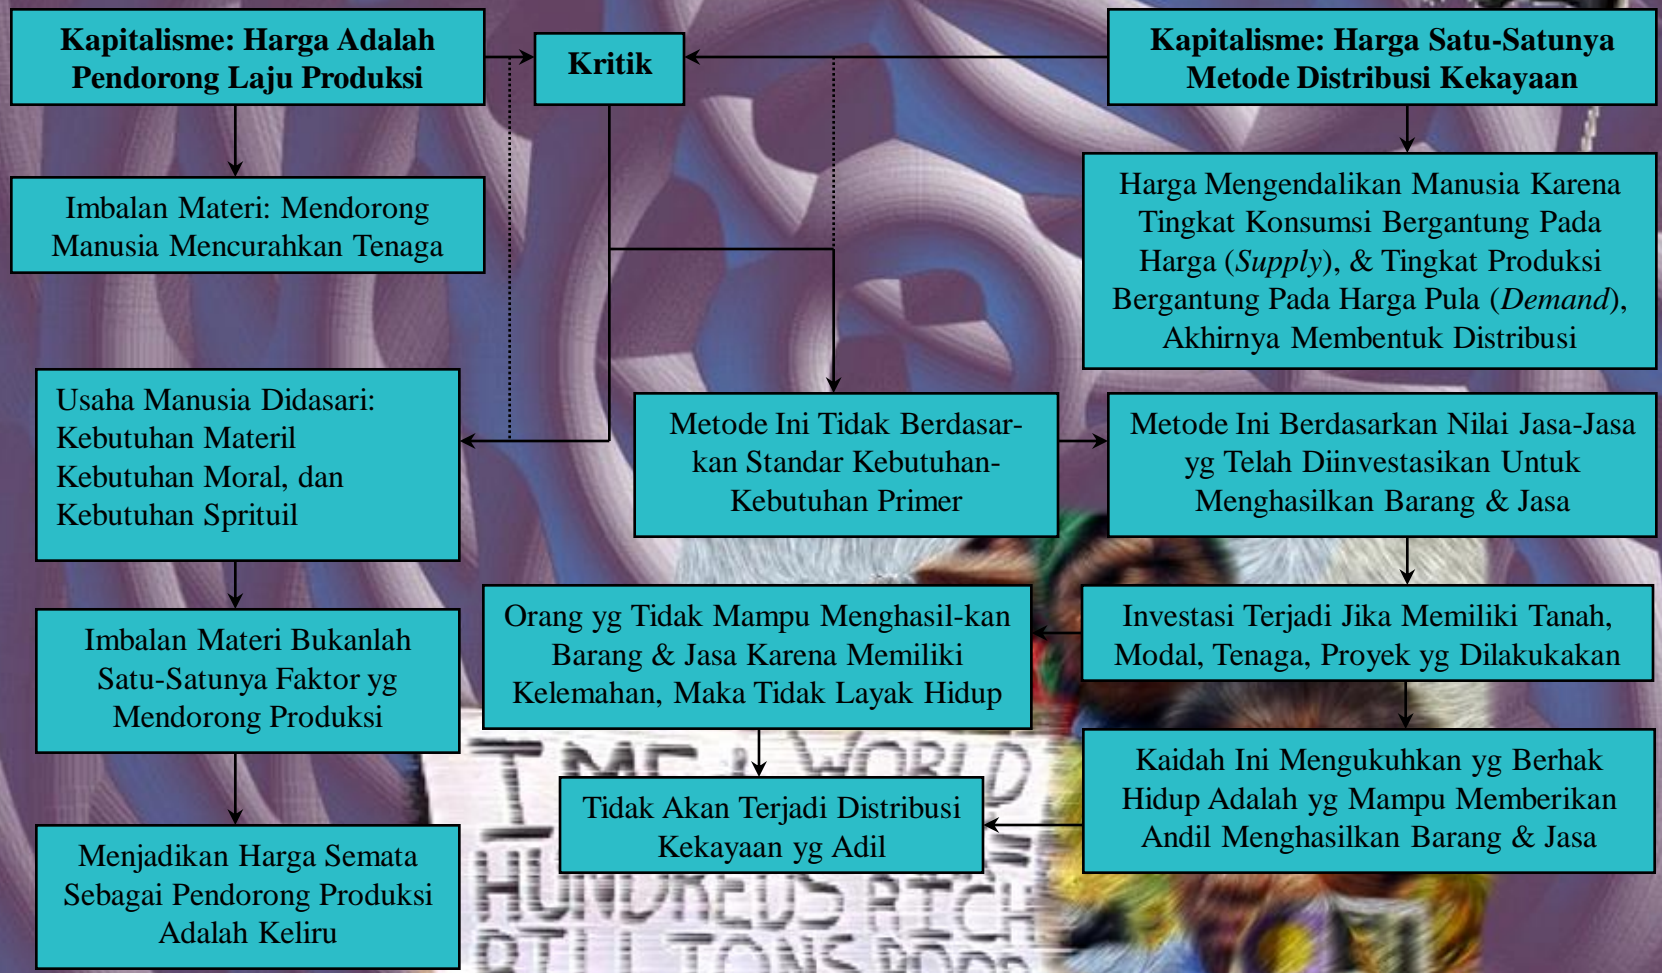 Kapitalisme: Harga Adalah
Pendorong Laju Produksi
Kritik
Kapitalisme: Harga Satu-Satunya
Metode Distribusi Kekayaan
Imbalan Materi: Mendorong
Manusia Mencurahkan Tenaga
Harga Mengendalikan Manusia Karena
Tingkat Konsumsi Bergantung Pada
Harga (Supply), & Tingkat Produksi
Bergantung Pada Harga Pula (Demand),
Akhirnya Membentuk Distribusi
Usaha Manusia Didasari:
Kebutuhan Materil
Kebutuhan Moral, dan
Kebutuhan Sprituil
Metode Ini Tidak Berdasar-
kan Standar Kebutuhan-
Kebutuhan Primer
Metode Ini Berdasarkan Nilai Jasa-Jasa
yg Telah Diinvestasikan Untuk
Menghasilkan Barang & Jasa
Imbalan Materi Bukanlah
Satu-Satunya Faktor yg
Mendorong Produksi
Orang yg Tidak Mampu Menghasil-kan
Barang & Jasa Karena Memiliki
Kelemahan, Maka Tidak Layak Hidup
Investasi Terjadi Jika Memiliki Tanah,
Modal, Tenaga, Proyek yg Dilakukakan
Menjadikan Harga Semata
Sebagai Pendorong Produksi
Adalah Keliru
Tidak Akan Terjadi Distribusi
Kekayaan yg Adil
Kaidah Ini Mengukuhkan yg Berhak
Hidup Adalah yg Mampu Memberikan
Andil Menghasilkan Barang & Jasa
IMF & WORLD
HUNDREDS RICH